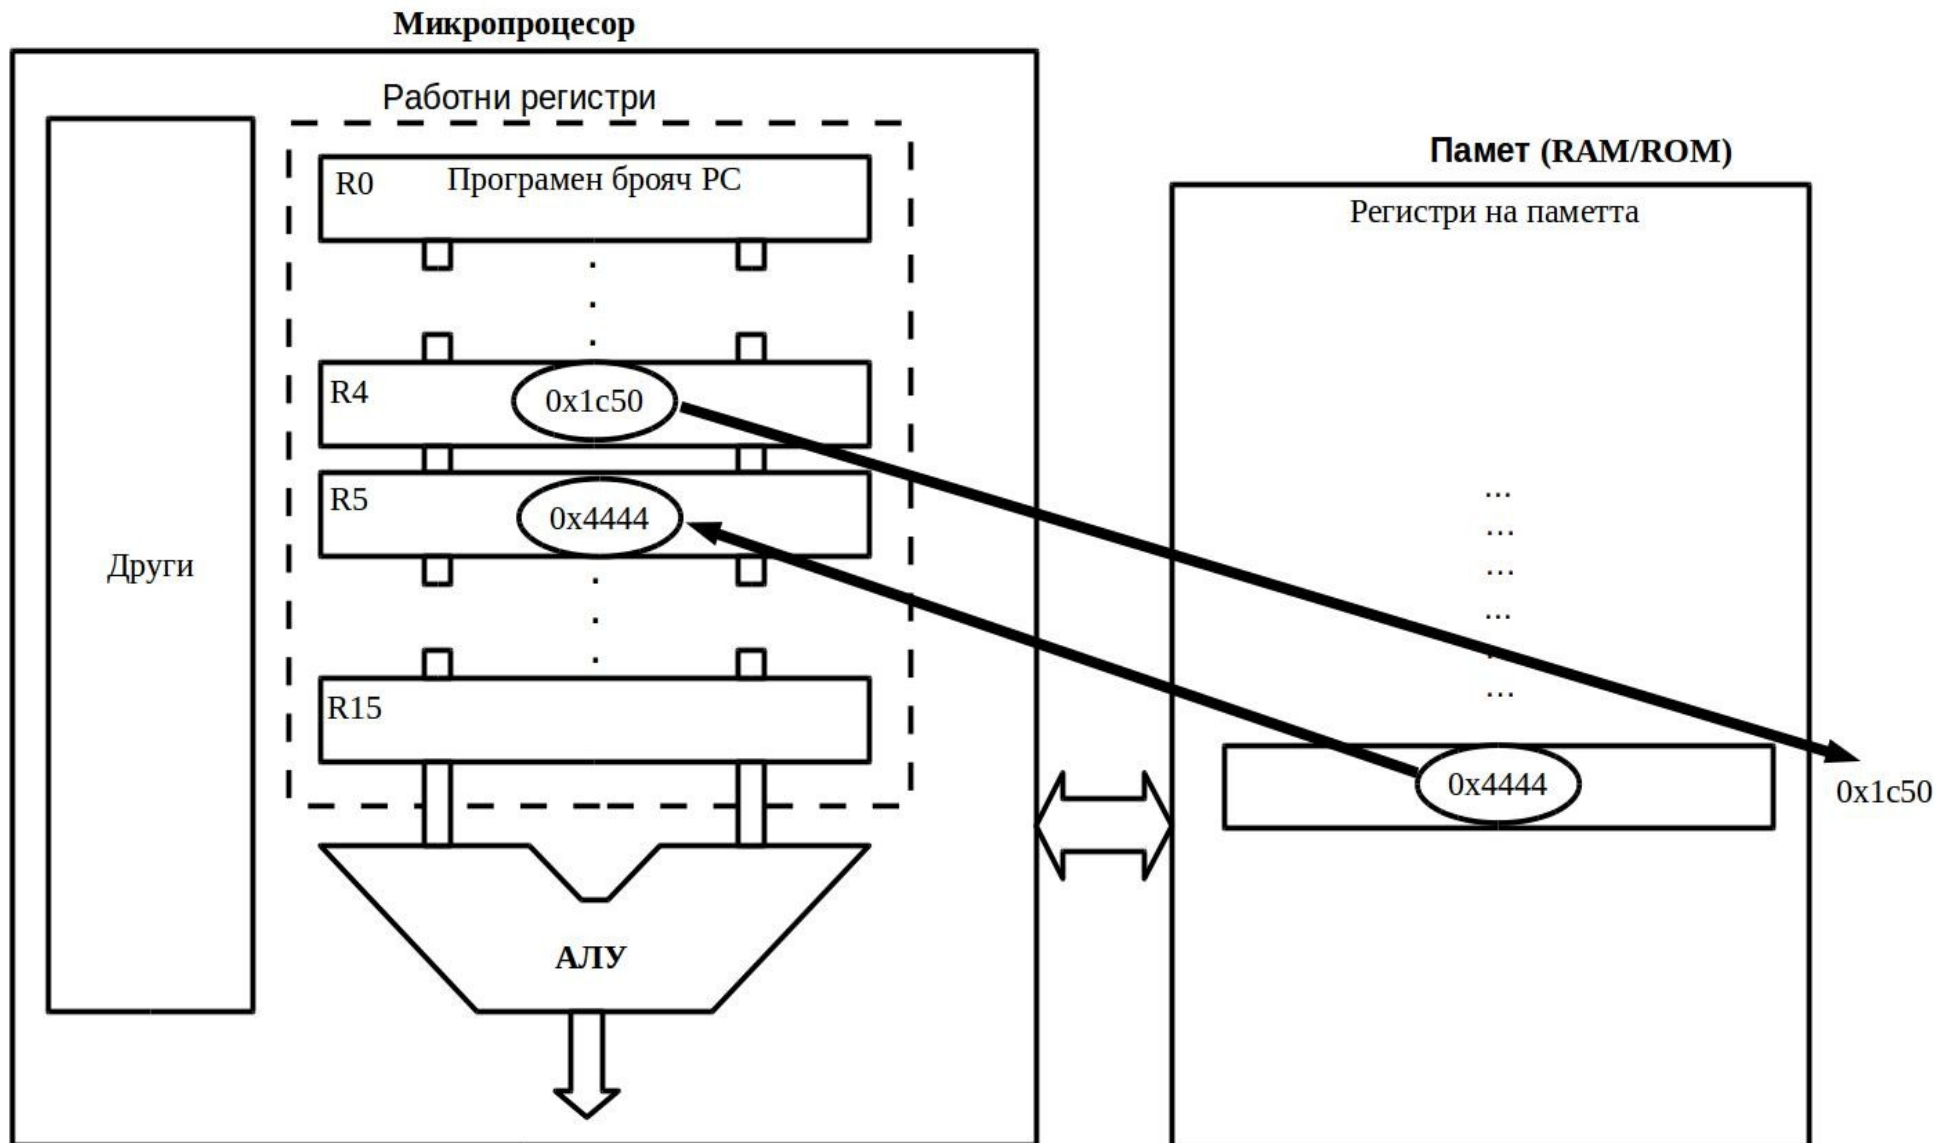 Микропроцесор
Работни регистри
R0
Програмен брояч PC
.
.
.
R4
0x1c50
R5
0x4444
.
.
.
R15
Други
АЛУ
Памет (RAM/ROM)
Регистри на паметта
...
...
...
...
...
0x4444
0x1c50